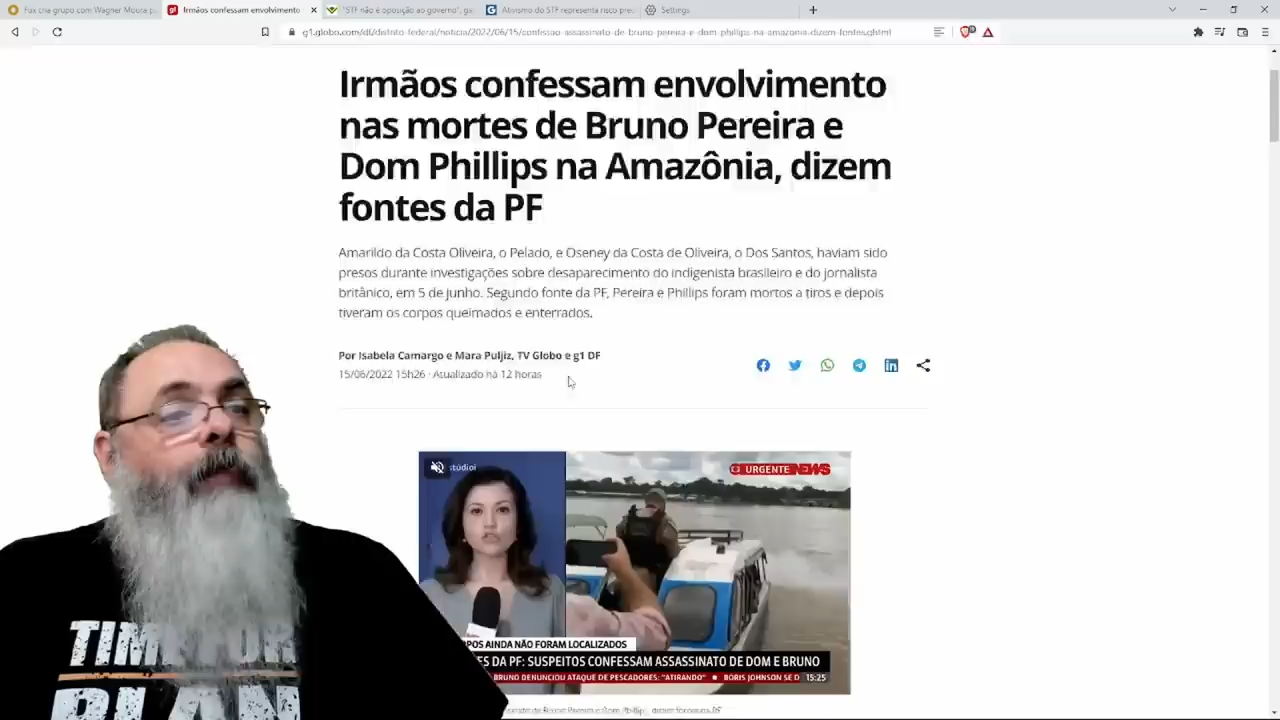 Fux cria grupo com Wagner Moura p
Irmãos confessam envolvimento
"STF não é oposição ao governo", ga
Ativismo do STF representa risco preo
Settings
g1.globo.com/df/distrito-federal/noticia/2022/06/15/confissao-assassinato-de-bruno-pereira-e-dom-phillips-na-amazonia-dizem-fontes.ghtml
Irmãos confessam envolvimento
nas mortes de Bruno Pereira e
Dom Phillips na Amazônia, dizem
fontes da PF
Amarildo da Costa Oliveira, o Pelado, e Oseney da Costa de Oliveira, o Dos Santos, haviam sido
presos durante investigações sobre desaparecimento do indigenista brasileiro e do jornalista
britânico, em 5 de junho. Segundo fonte da PF, Pereira e Phillips foram mortos a tiros e depois
tiveram os corpos queimados e enterrados.
Por Isabela Camargo e Mara Puljiz, TV Globo e g1 DF
15/06/2022 15h26 · Atualizado há 12 horas
URGENTE NEWS
POS AINDA NÃO FORAM LOCALIZADOS
ES DA PF: SUSPEITOS CONFESSAM ASSASSINATO DE DOM E BRUNO
BRUNO DENUNCIOU ATAQUE DE PESCADORES: "ATIRANDO" • BORIS JOHNSON SE D 15:25